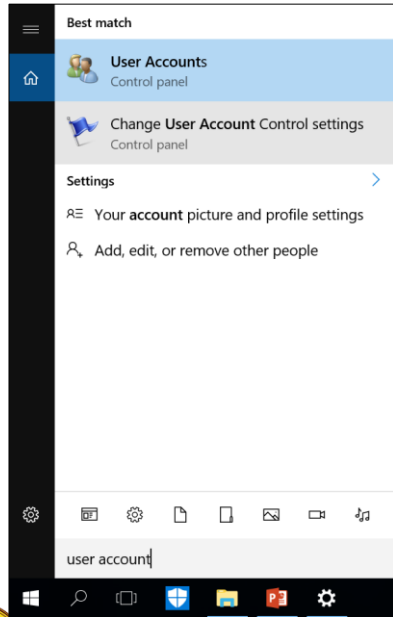 Best match
User Accounts
Control panel
Change User Account Control settings
Control panel
Settings
Your account picture and profile settings
Add, edit, or remove other people
user account